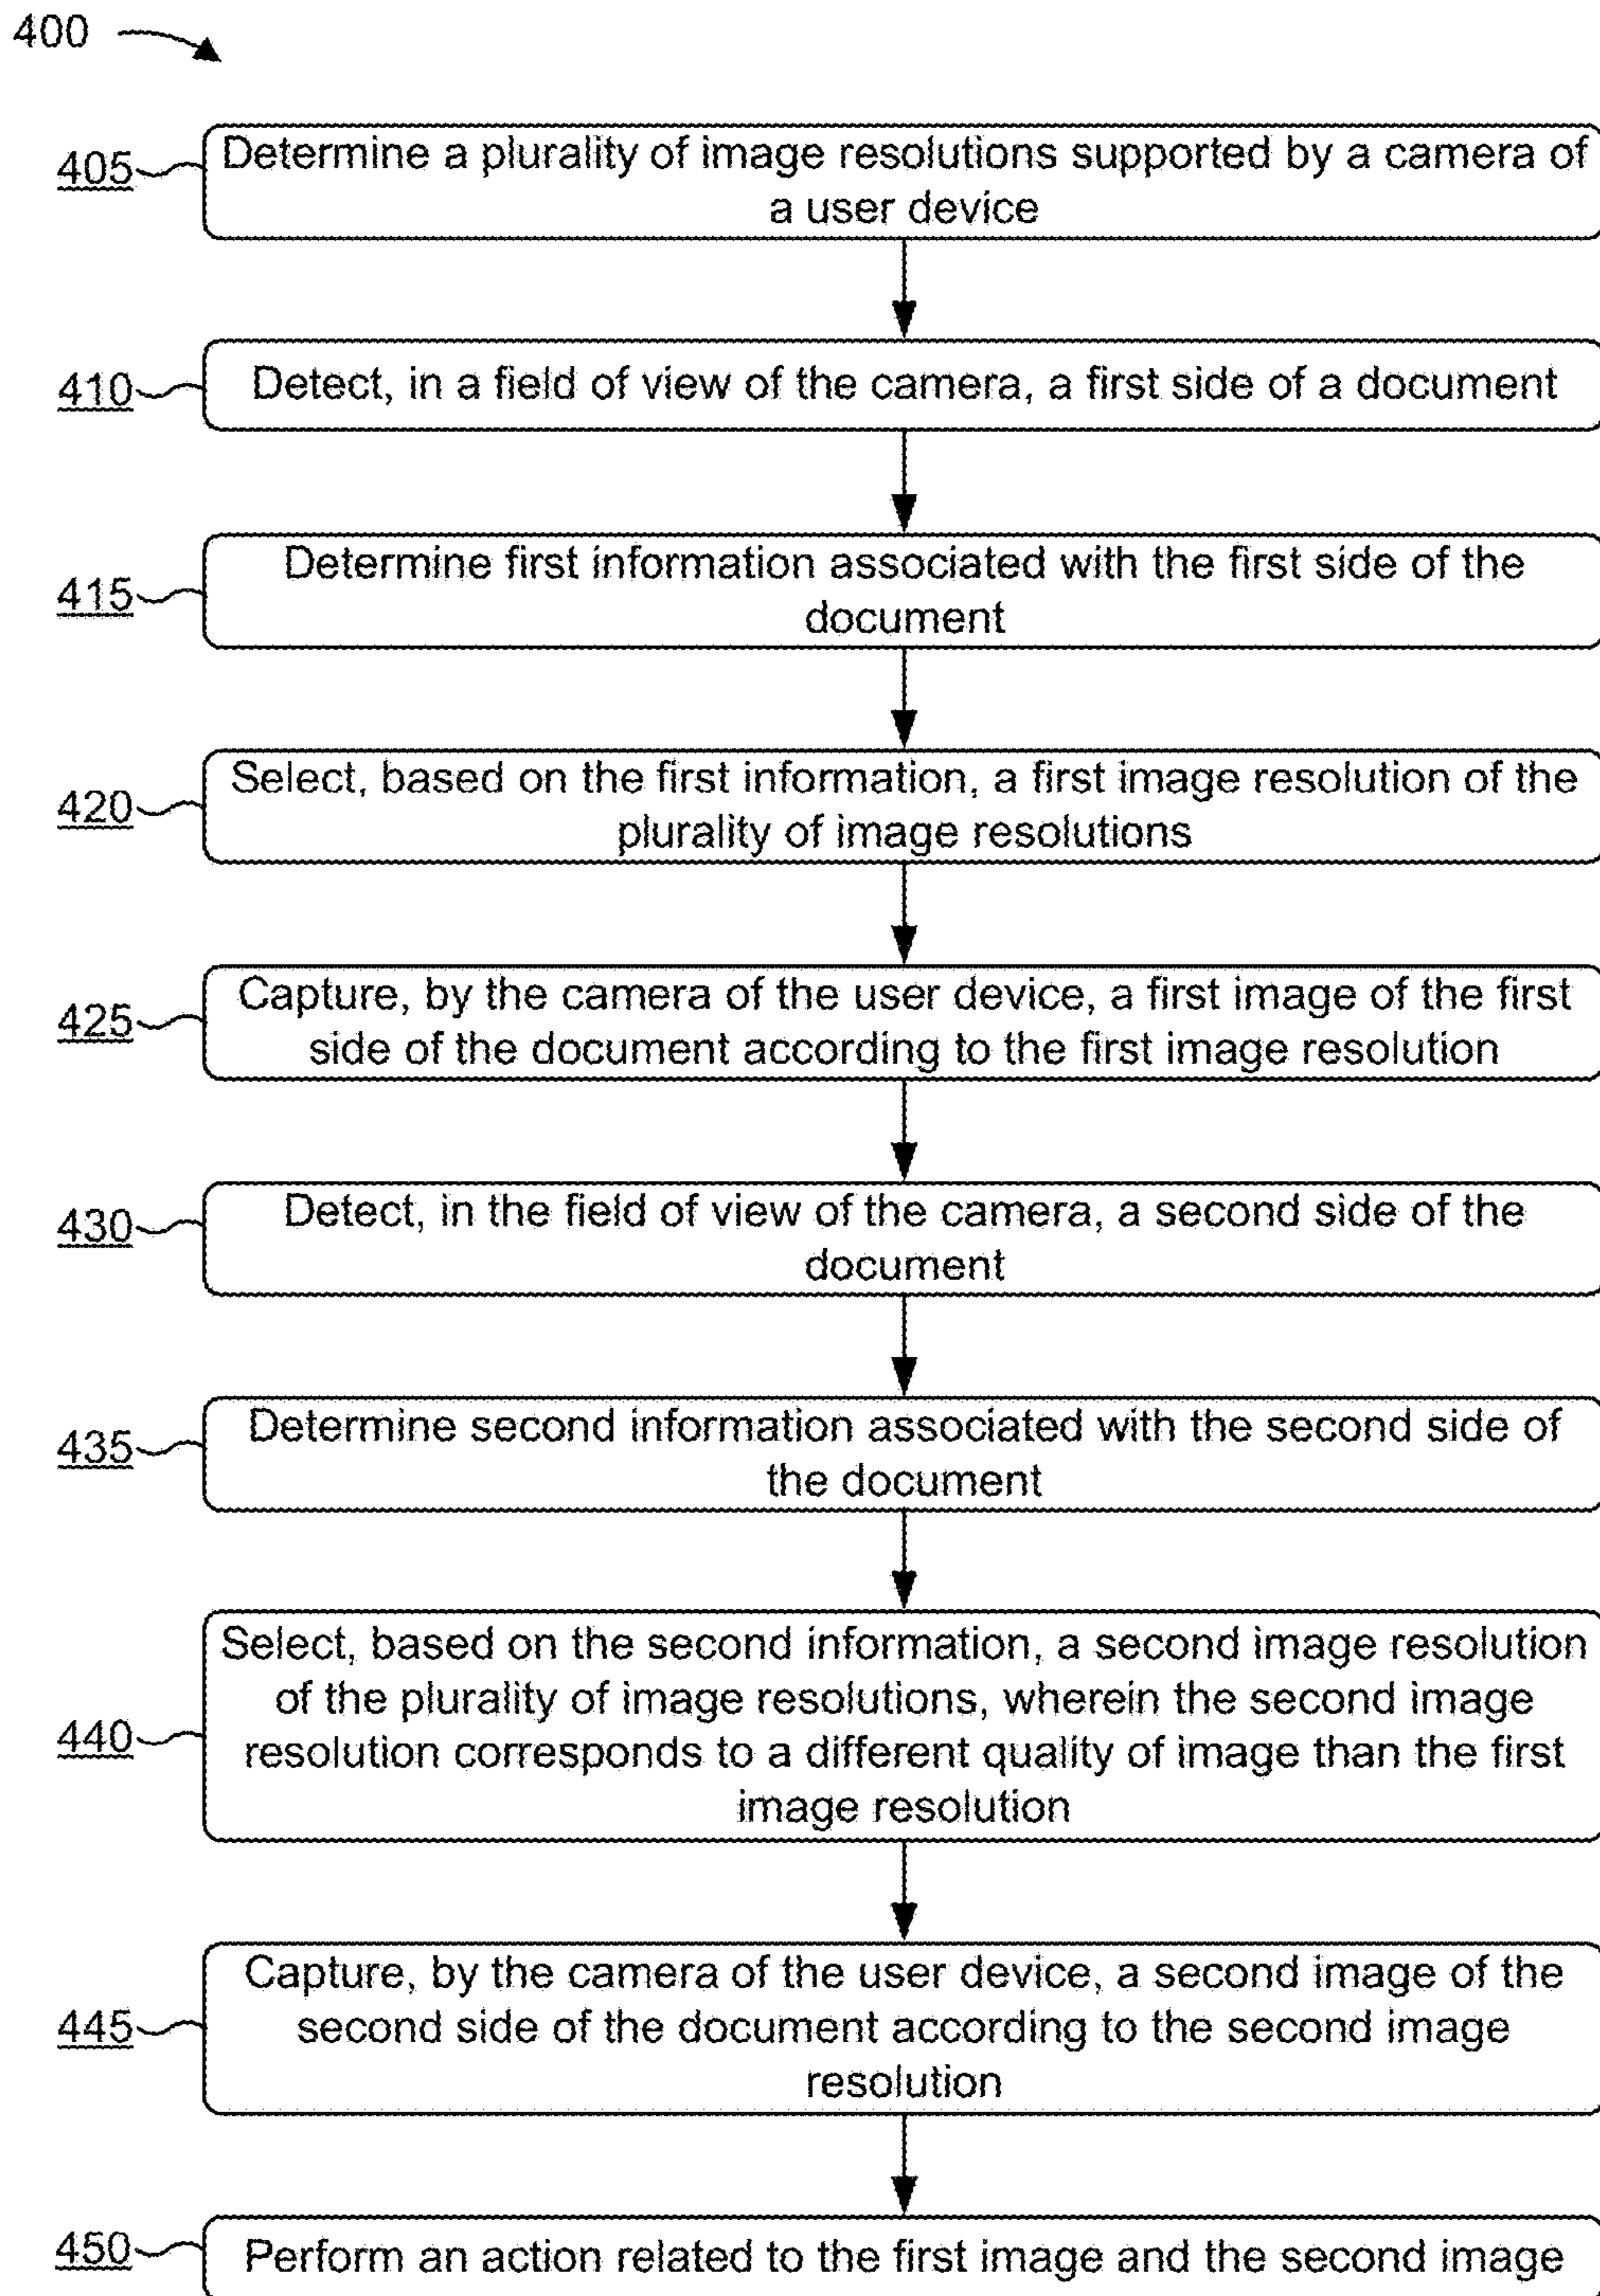 400
405
Determine a plurality of image resolutions supported by a camera of
a user device
410
Detect, in a field of view of the camera, a first side of a document
415
Determine first information associated with the first side of the
document
420
Select, based on the first information, a first image resolution of the
plurality of image resolutions
425
Capture, by the camera of the user device, a first image of the first
side of the document according to the first image resolution
430
Detect, in the field of view of the camera, a second side of the
document
435
Determine second information associated with the second side of
the document
440
Select, based on the second information, a second image resolution
of the plurality of image resolutions, wherein the second image
resolution corresponds to a different quality of image than the first
image resolution
445
Capture, by the camera of the user device, a second image of the
second side of the document according to the second image
resolution
450
Perform an action related to the first image and the second image